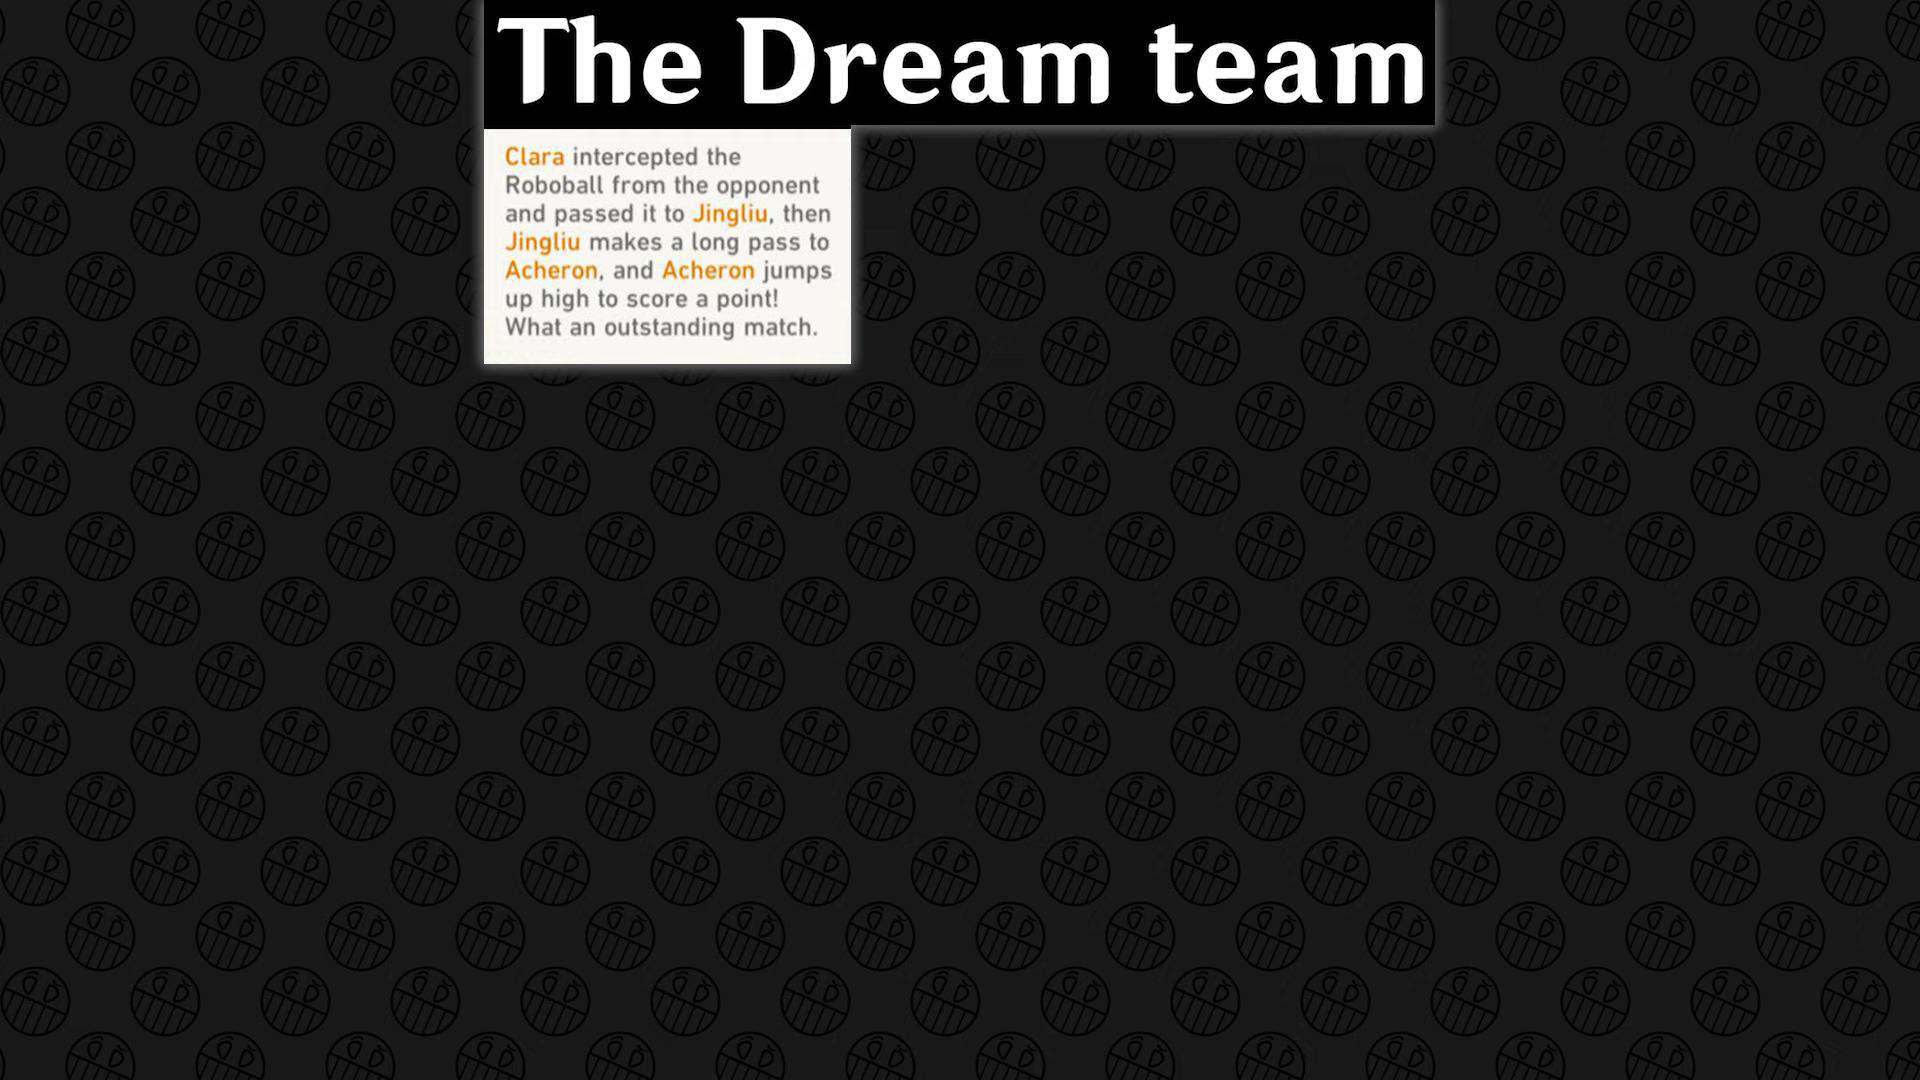 The Dream team
Clara intercepted the
Roboball from the opponent
and passed it to Jingliu, then
Jingliu makes a long pass to
Acheron, and Acheron jumps
up high to score a point!
What an outstanding match.